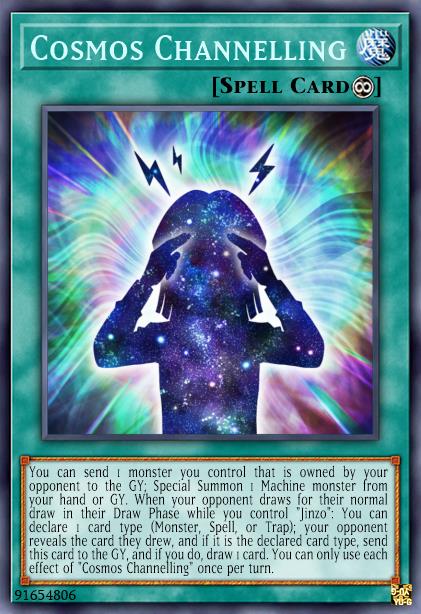 COSMOS CHANNELLING
魔
[SPELL CARD∞]
You can send 1 monster you control that is owned by your
opponent to the GY; Special Summon 1 Machine monster from
your hand or GY. When your opponent draws for their normal
draw in their Draw Phase while you control "Jinzo": You can
declare 1 card type (Monster, Spell, or Trap); your opponent
reveals the card they drew, and if it is the declared card type, send
this card to GY, and if you do, draw 1 card. You can only use each
effect of "Cosmos Channelling" once per turn.
91654806